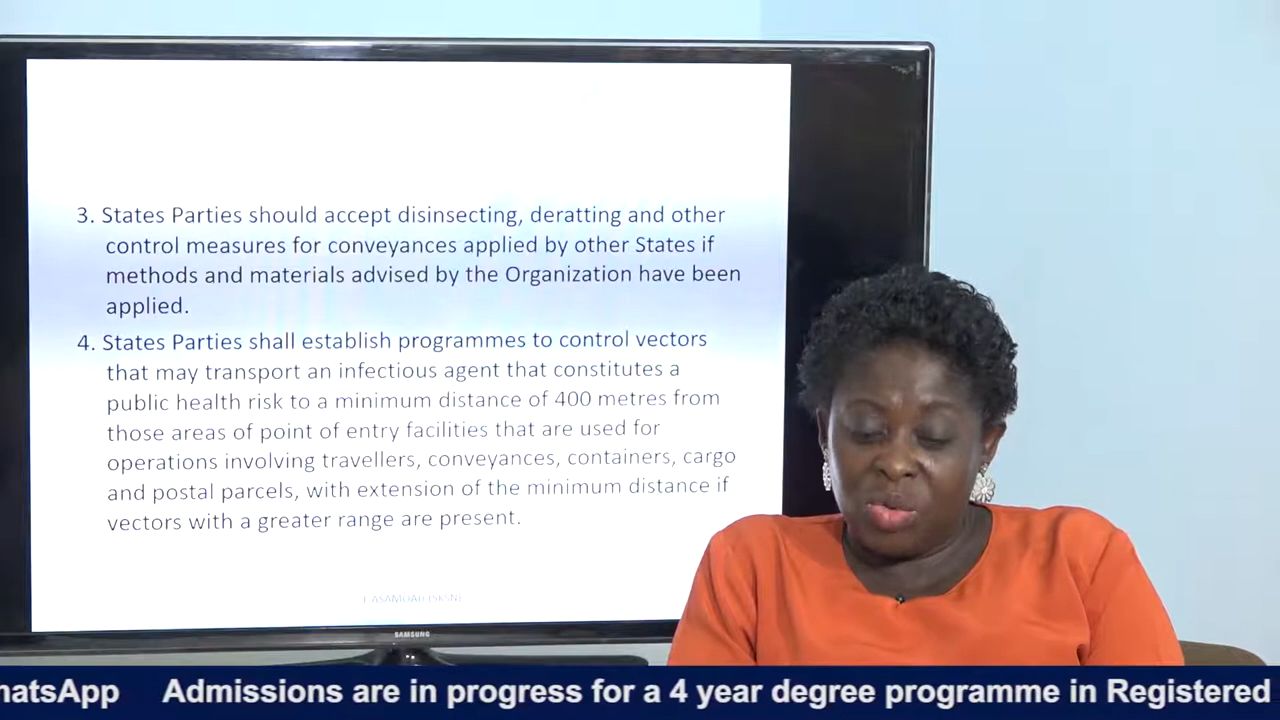 3. States Parties should accept disinsecting, deratting and other
control measures for conveyances applied by other States if
methods and materials advised by the Organization have been
applied.
4. States Parties shall establish programmes to control vectors
that may transport an infectious agent that constitutes a
public health risk to a minimum distance of 400 metres from
those areas of point of entry facilities that are used for
operations involving travellers, conveyances, containers, cargo
and postal parcels, with extension of the minimum distance if
vectors with a greater range are present.
SAMSUNG
hatsApp Admissions are in progress for a 4 year degree programme in Registered